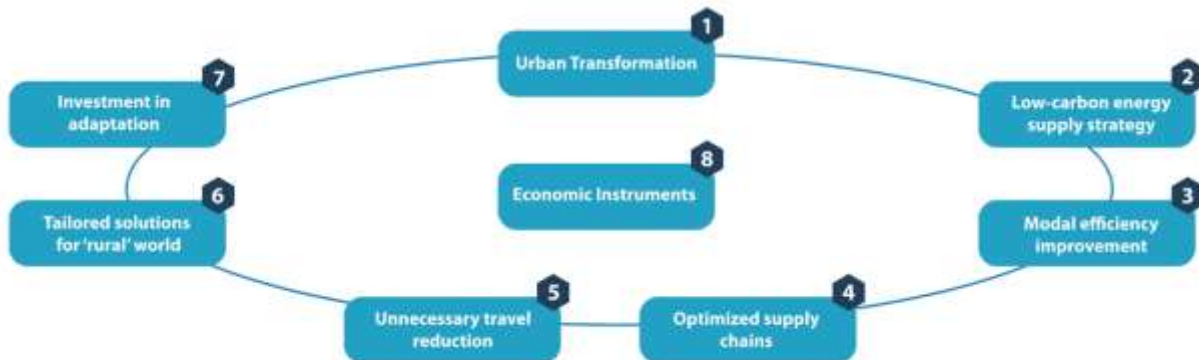 1
Urban Transformation
2
Low-carbon energy
supply strategy
3
Modal efficiency
improvement
4
Optimized supply
chains
5
Unnecessary travel
reduction
6
Tailored solutions
for ‘rural’ world
7
Investment in
adaptation
8
Economic Instruments